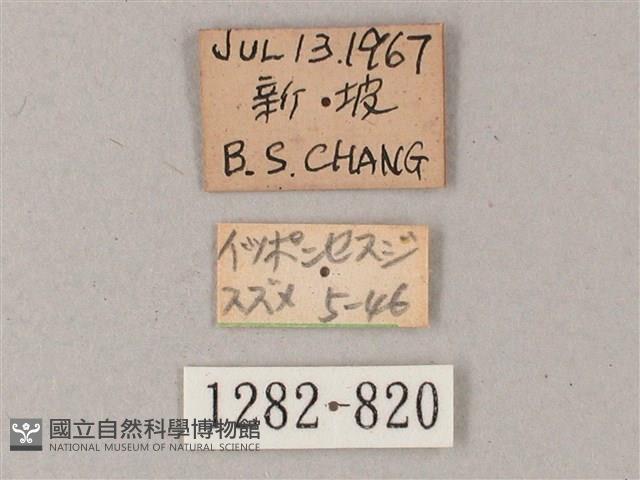 JUL 13.1967
新・坡
B.S. CHANG
イッポンセスジ
スズメ 5-46
1282-820
國立自然科學博物館
NATIONAL MUSEUM OF NATURAL SCIENCE